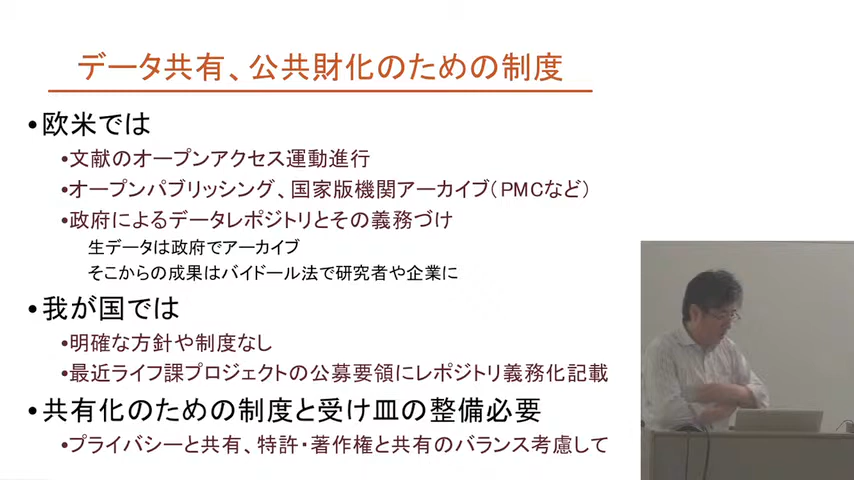 データ共有、公共財化のための制度
•欧米では
•文献のオープンアクセス運動進行
•オープンパブリッシング、国家版機関アーカイブ（PMCなど）
•政府によるデータレポジトリとその義務づけ
生データは政府でアーカイブ
そこからの成果はバイドール法で研究者や企業に
•我が国では
•明確な方針や制度なし
•最近ライフ課プロジェクトの公募要領にレポジトリ義務化記載
•共有化のための制度と受け皿の整備必要
•プライバシーと共有、特許・著作権と共有のバランス考慮して